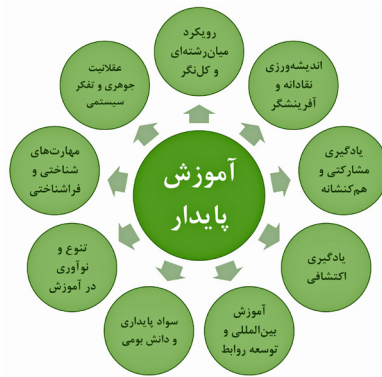 آموزش
پایدار
رویکرد
میان‌رشته‌ای
و کل‌نگر
اندیشه‌ورزی
نقادانه و
آفرینشگر
یادگیری
مشارکتی و
هم‌کنشانه
یادگیری
اکتشافی
آموزش
بین‌المللی و
توسعه روابط
سواد پایداری
و دانش بومی
تنوع و
نوآوری
در آموزش
مهارت‌های
شناختی و
فراشناختی
عقلانیت
جوهری و تفکر
سیستمی